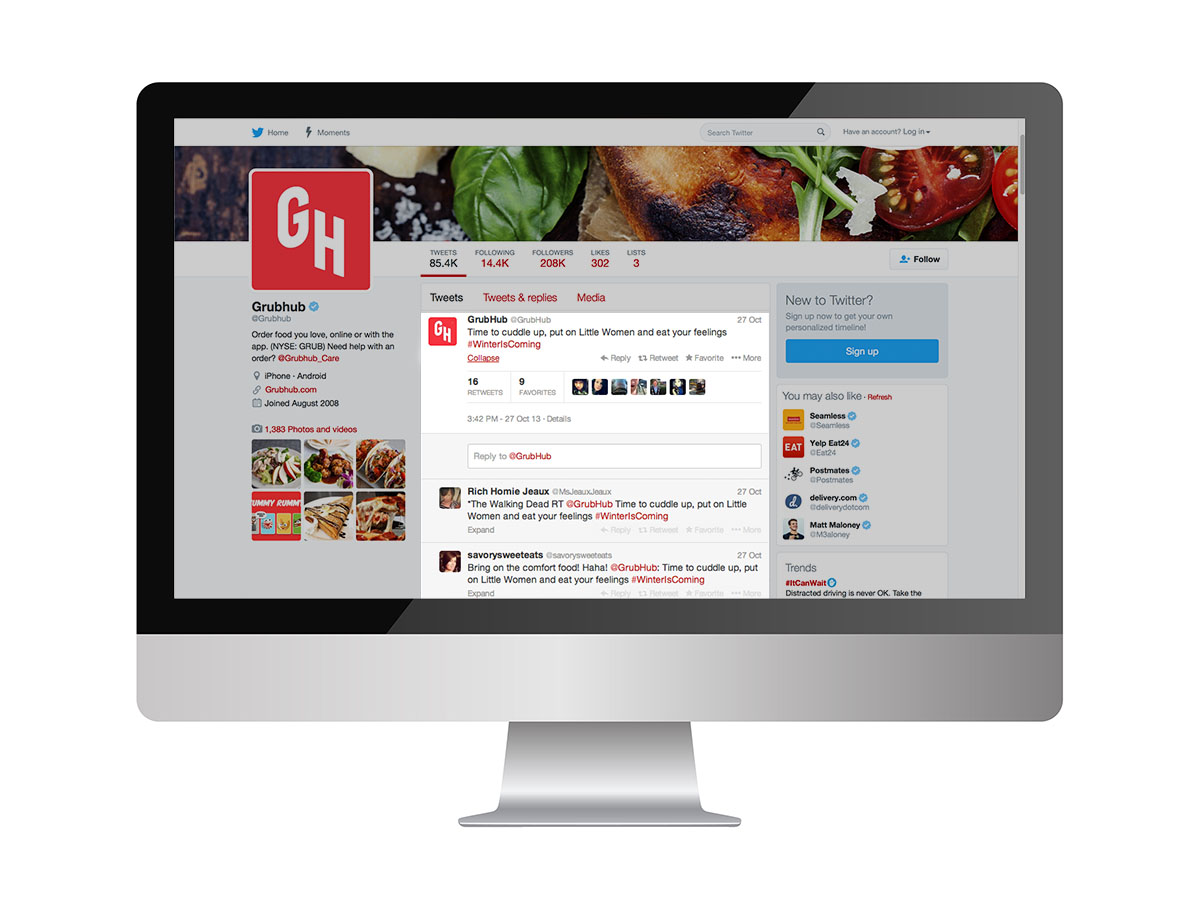 Home
Moments
Search Twitter
Have an account? Log in
GH
TWEETS
85.4K
FOLLOWING
14.4K
FOLLOWERS
208K
LIKES
302
LISTS
3
Follow
Grubhub
@Grubhub
Order food you love, online or with the
app. (NYSE: GRUB) Need help with an
order? @Grubhub_Care
iPhone · Android
Grubhub.com
Joined August 2008
1,383 Photos and videos
YUMMY RUMM
Tweets
Tweets & replies
Media
GH
GrubHub @GrubHub
27 Oct
Time to cuddle up, put on Little Women and eat your feelings
#WinterIsComing
Collapse
Reply
Retweet
Favorite
••• More
16
RETWEETS
9
FAVORITES
3:42 PM - 27 Oct 13 · Details
Reply to @GrubHub
Rich Homie Jeaux @MsJeauxJeaux
27 Oct
"The Walking Dead RT @GrubHub Time to cuddle up, put on Little
Women and eat your feelings #WinterIsComing
Expand
Reply
Retweet
Favorite
••• More
savorysweeteats @savorysweeteats
27 Oct
Bring on the comfort food! Haha! @GrubHub: Time to cuddle up, put
on Little Women and eat your feelings #WinterIsComing
Expand
Reply
Retweet
Favorite
••• More
New to Twitter?
Sign up now to get your own
personalized timeline!
Sign up
You may also like · Refresh
Seamless
@Seamless
EAT
Yelp Eat24
@Eat24
Postmates
@Postmates
d
delivery.com
@deliverydotcom
Matt Maloney
@M3aloney
Trends
#ItCanWait
Distracted driving is never OK. Take the